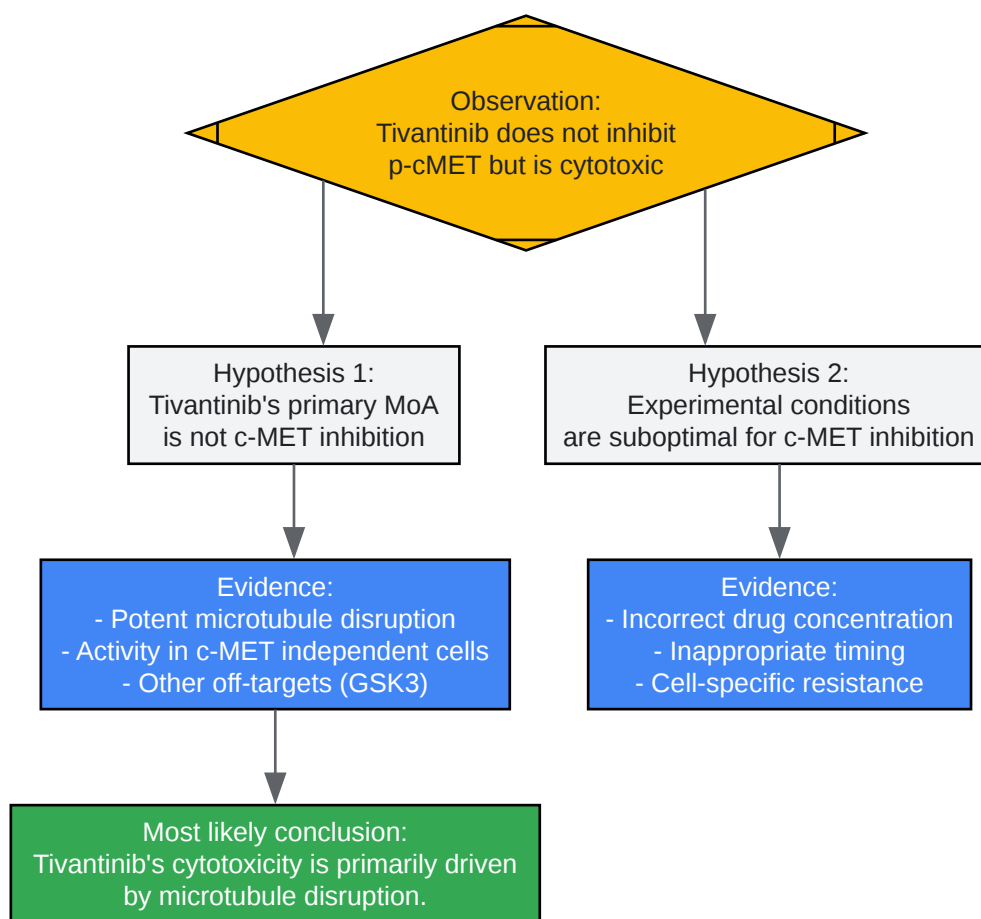 Observation:
Tivantinib does not inhibit
p-cMET but is cytotoxic
Hypothesis 1:
Tivantinib's primary MoA
is not c-MET inhibition
Hypothesis 2:
Experimental conditions
are suboptimal for c-MET inhibition
Evidence:
- Potent microtubule disruption
- Activity in c-MET independent cells
- Other off-targets (GSK3)
Evidence:
- Incorrect drug concentration
- Inappropriate timing
- Cell-specific resistance
Most likely conclusion:
Tivantinib's cytotoxicity is primarily driven
by microtubule disruption.